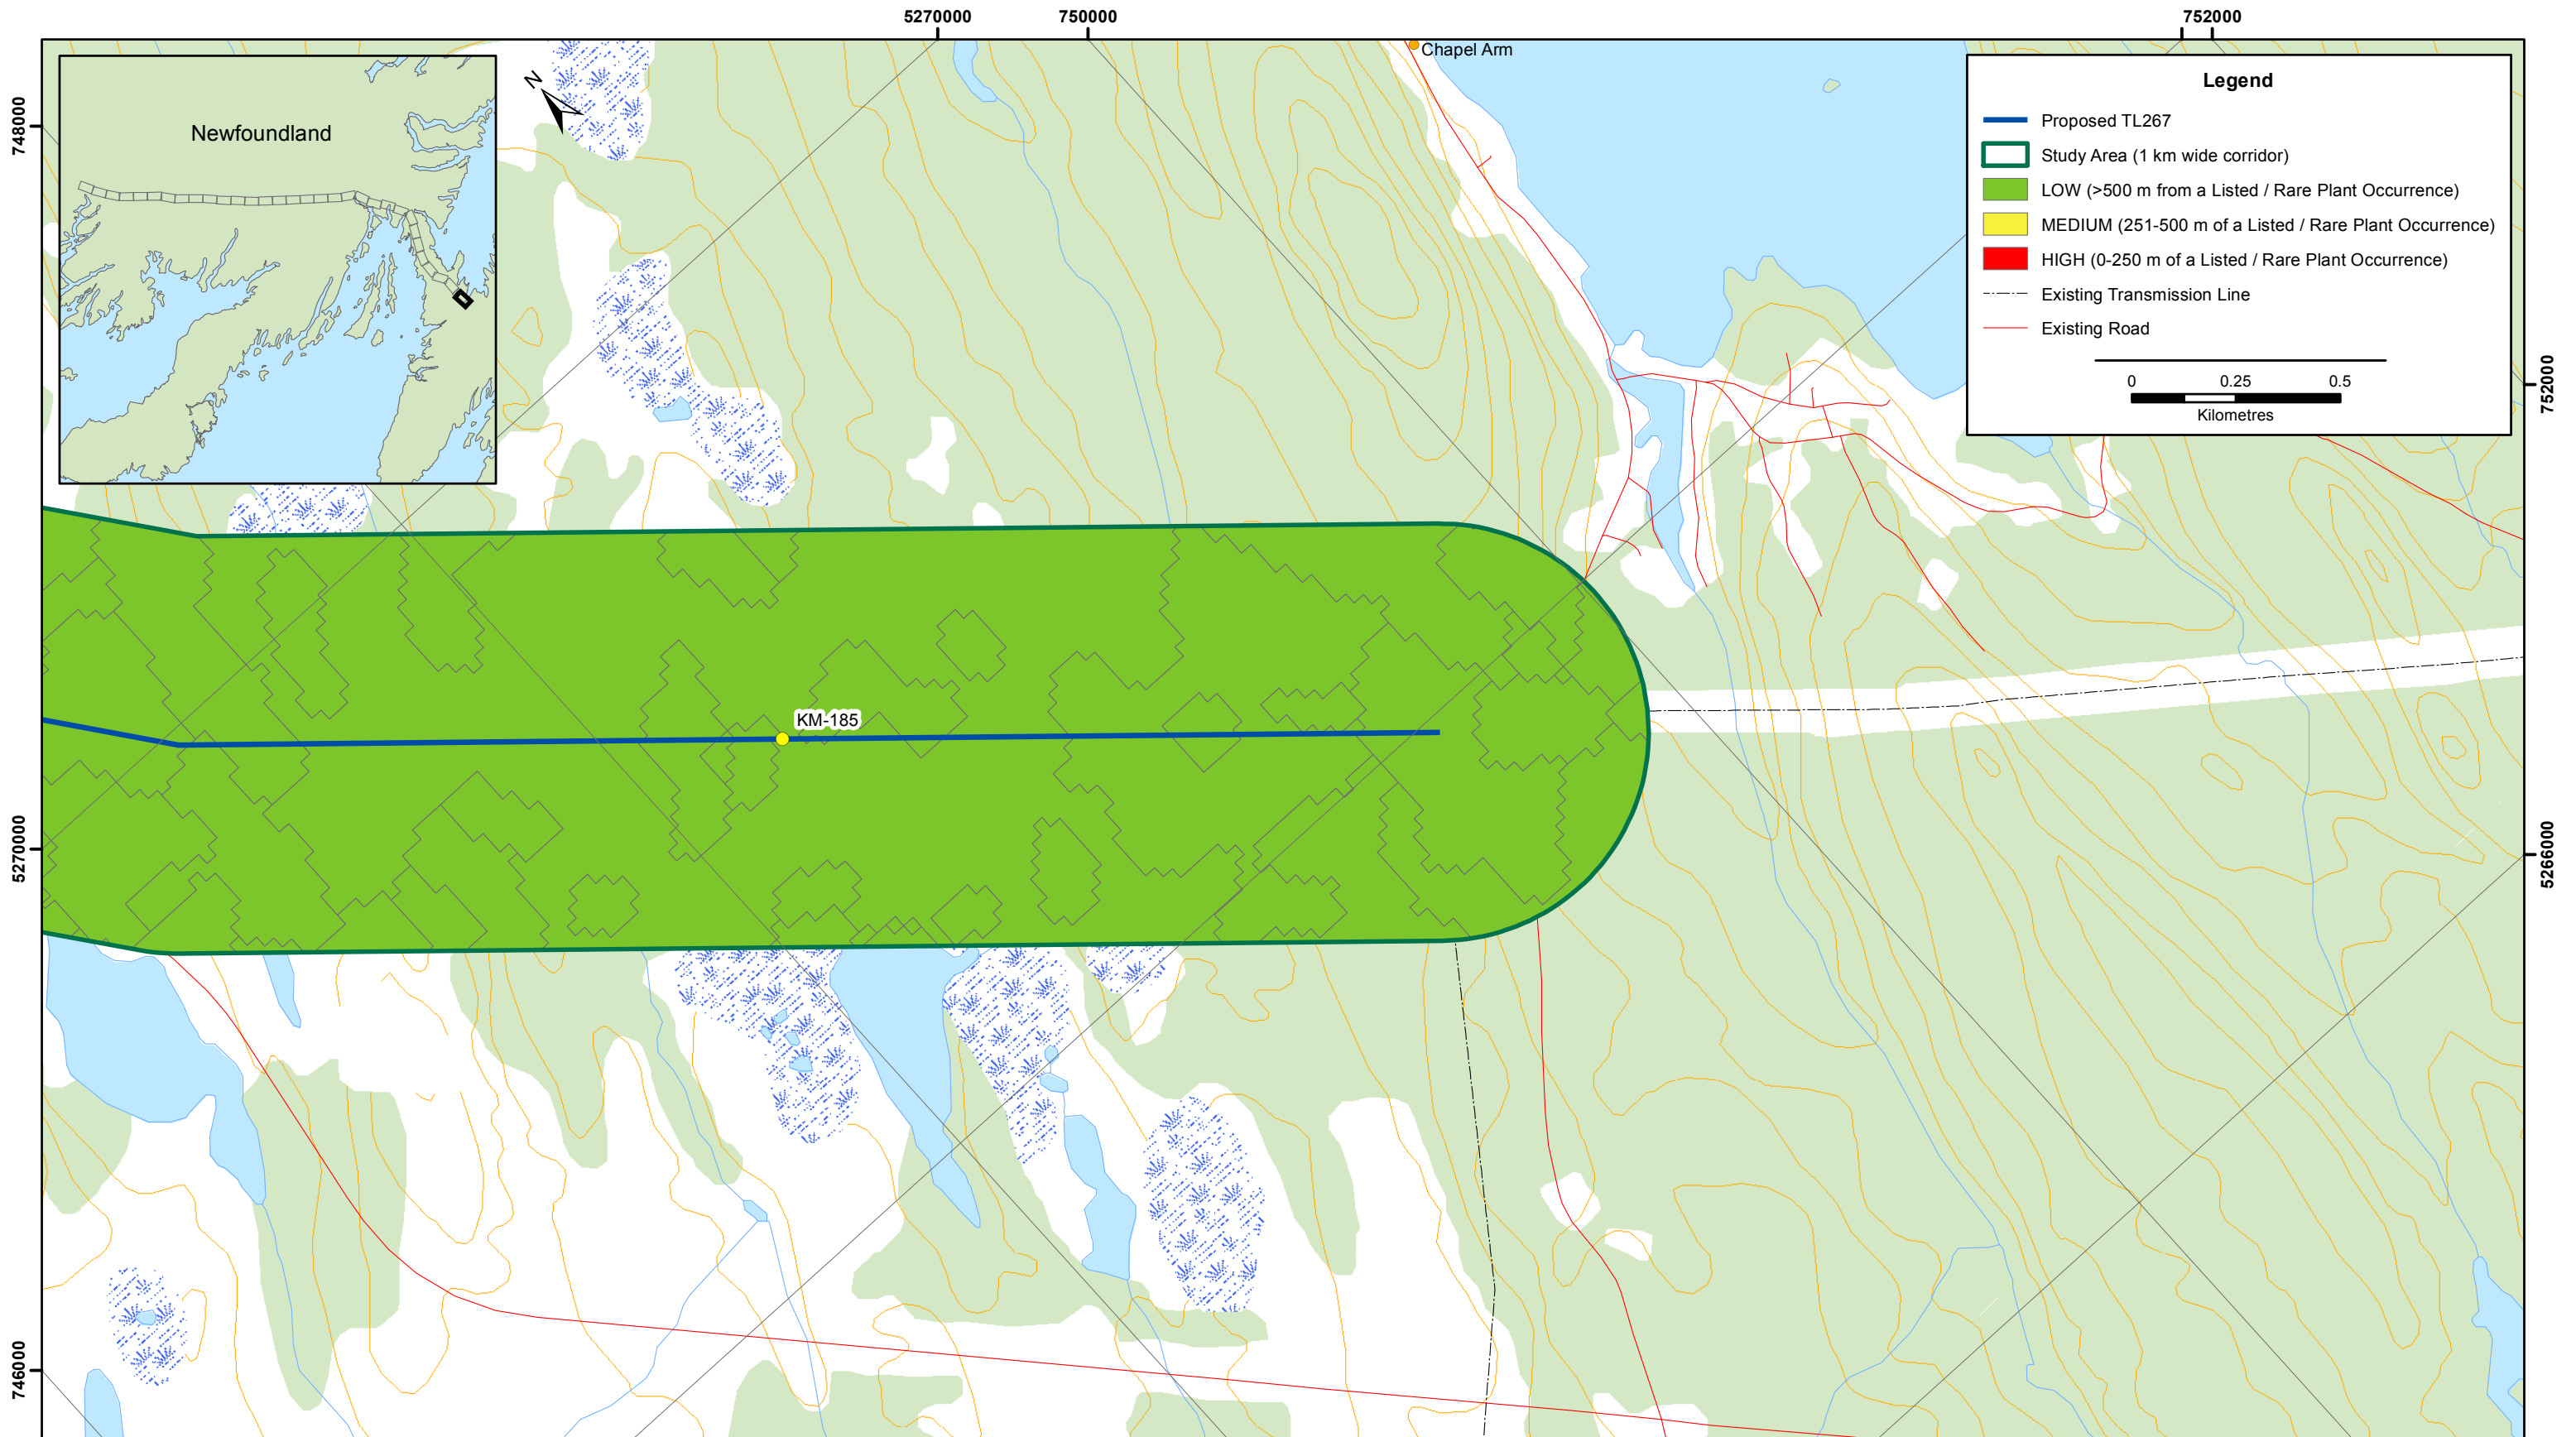 5270000
750000
752000
748000
5270000
746000
752000
5266000
Newfoundland
N
Chapel Arm
KM-185
Legend
Proposed TL267
Study Area (1 km wide corridor)
LOW (>500 m from a Listed / Rare Plant Occurrence)
MEDIUM (251-500 m of a Listed / Rare Plant Occurrence)
HIGH (0-250 m of a Listed / Rare Plant Occurrence)
Existing Transmission Line
Existing Road
0 0.25 0.5
Kilometres